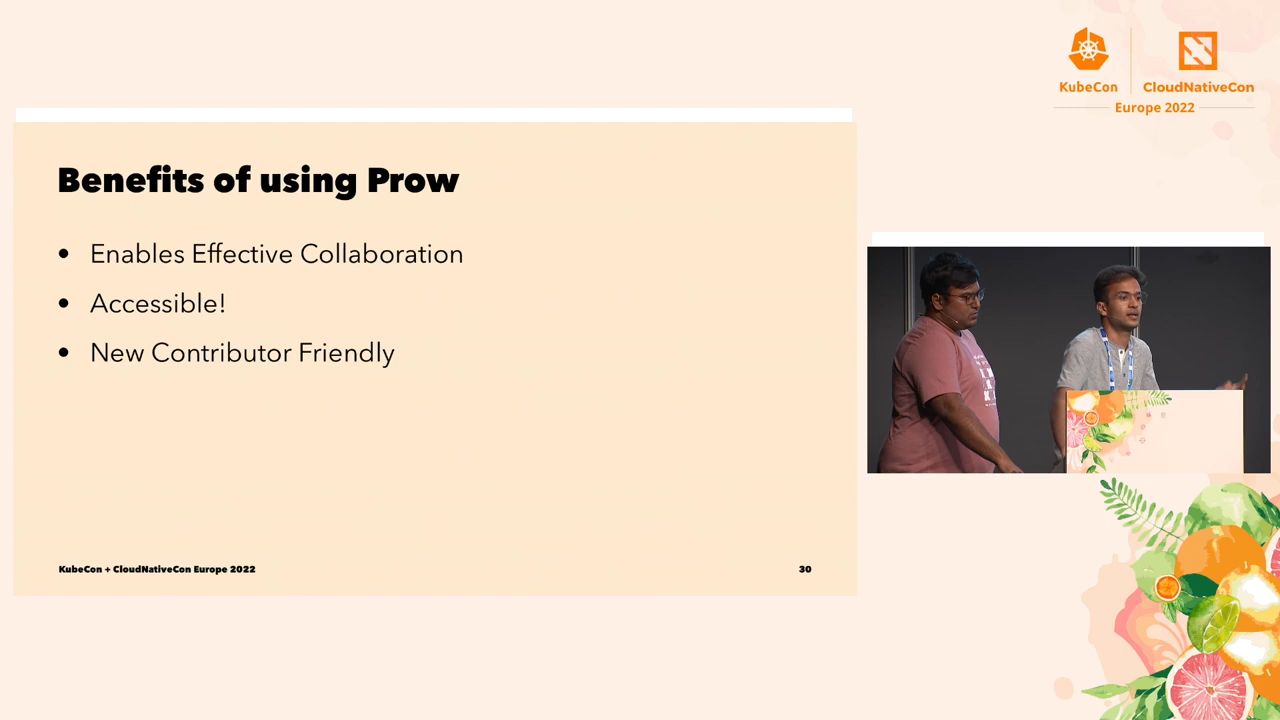 KubeCon
CloudNativeCon
Europe 2022
Benefits of using Prow
• Enables Effective Collaboration
• Accessible!
• New Contributor Friendly
KubeCon + CloudNativeCon Europe 2022
30